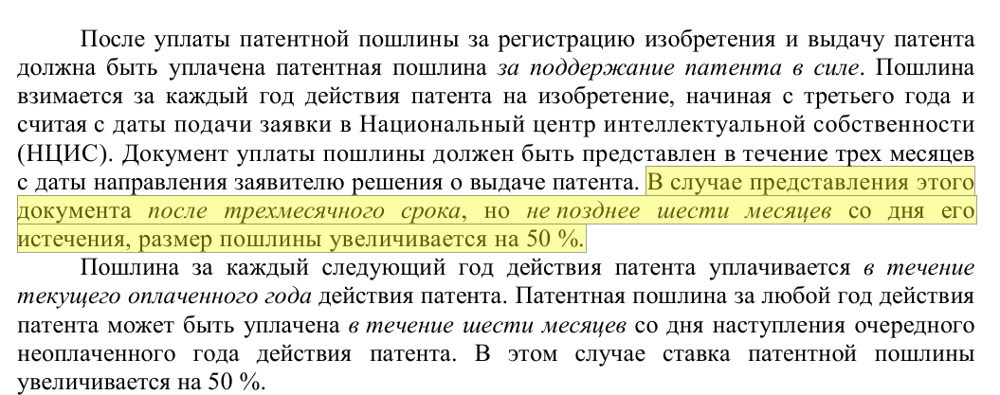 После уплаты патентной пошлины за регистрацию изобретения и выдачу патента
должна быть уплачена патентная пошлина за поддержание патента в силе. Пошлина
взимается за каждый год действия патента на изобретение, начиная с третьего года и
считая с даты подачи заявки в Национальный центр интеллектуальной собственности
(НЦИС). Документ уплаты пошлины должен быть представлен в течение трех месяцев
с даты направления заявителю решения о выдаче патента. В случае представления этого
документа после трехмесячного срока, но не позднее шести месяцев со дня его
истечения, размер пошлины увеличивается на 50 %.
Пошлина за каждый следующий год действия патента уплачивается в течение
текущего оплаченного года действия патента. Патентная пошлина за любой год действия
патента может быть уплачена в течение шести месяцев со дня наступления очередного
неоплаченного года действия патента. В этом случае ставка патентной пошлины
увеличивается на 50 %.